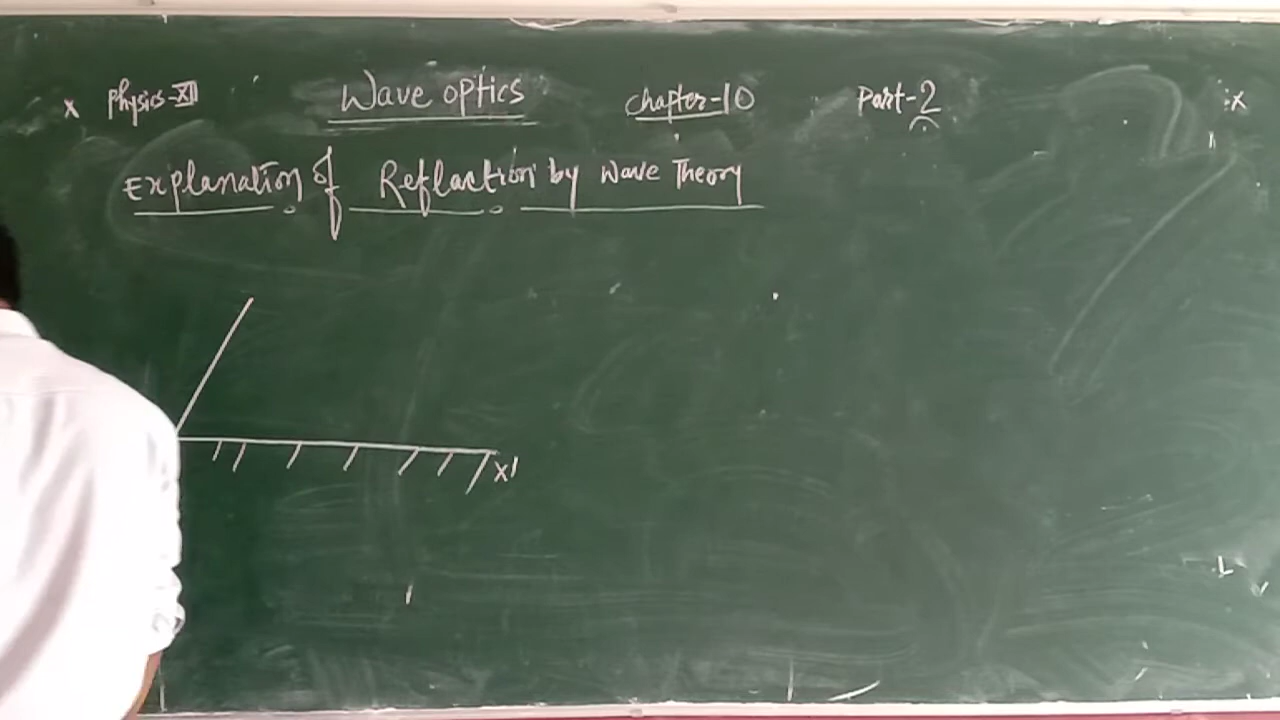 x Physics-XII Wave optics Chapter-10 Part-2 x
Explanation of Reflaction by Wave Theory
X'